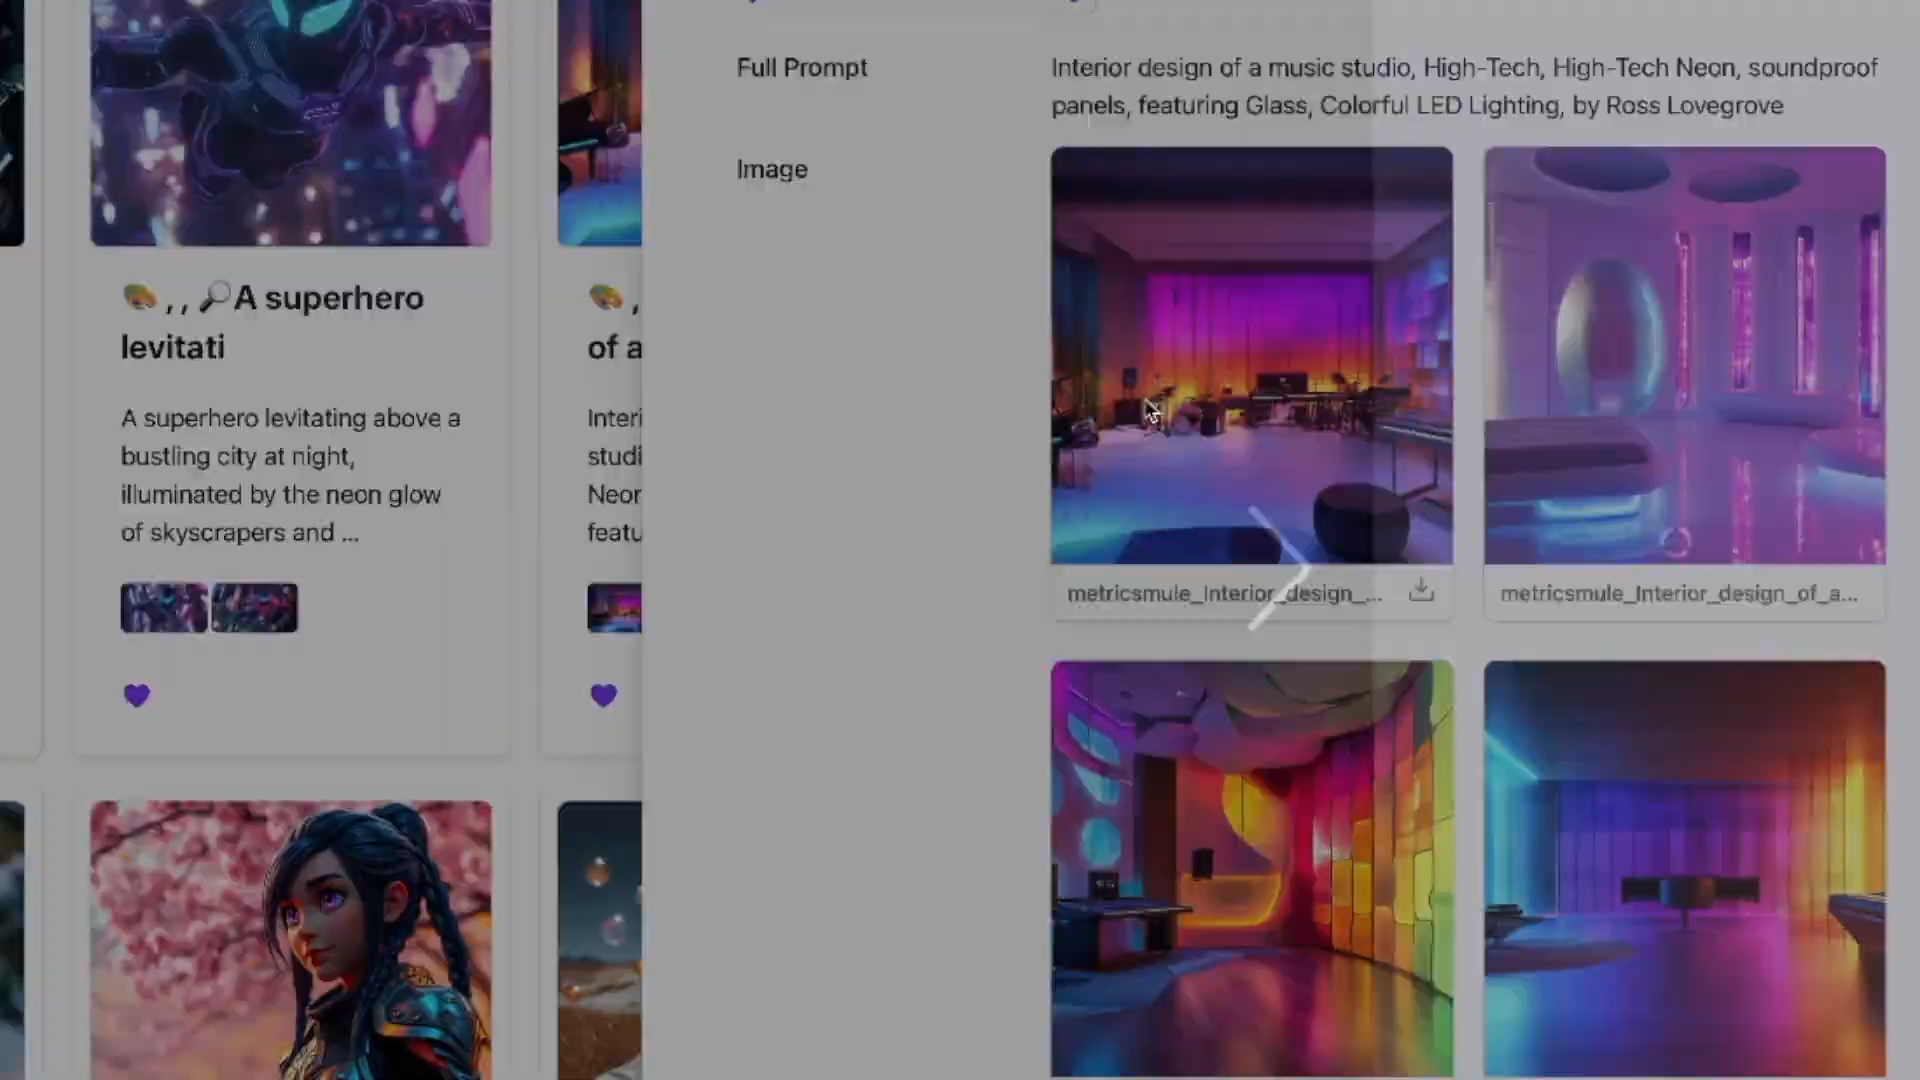 🎨 , , 🔎A superhero
levitati
A superhero levitating above a
bustling city at night,
illuminated by the neon glow
of skyscrapers and ...
🎨 ,
of a
Interi
studi
Neon
featu
Full Prompt
Interior design of a music studio, High-Tech, High-Tech Neon, soundproof
panels, featuring Glass, Colorful LED Lighting, by Ross Lovegrove
Image
metricsmule_Interior_design_...
metricsmule_Interior_design_of_a...